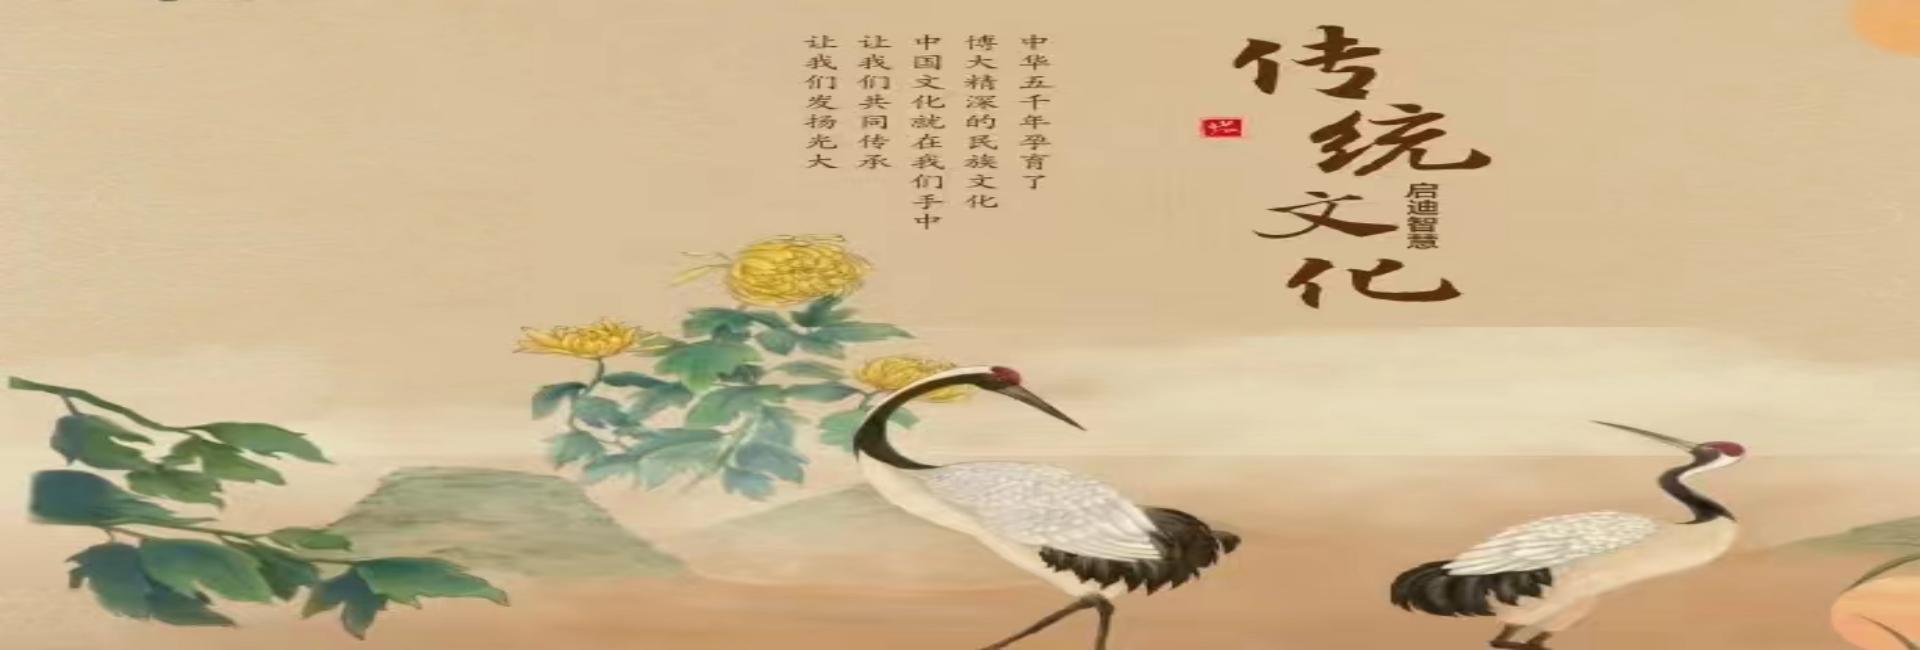 传统文化
启迪智慧
中华五千年孕育了
博大精深的民族文化
中国文化就在我们手中
让我们共同传承
让我们发扬光大